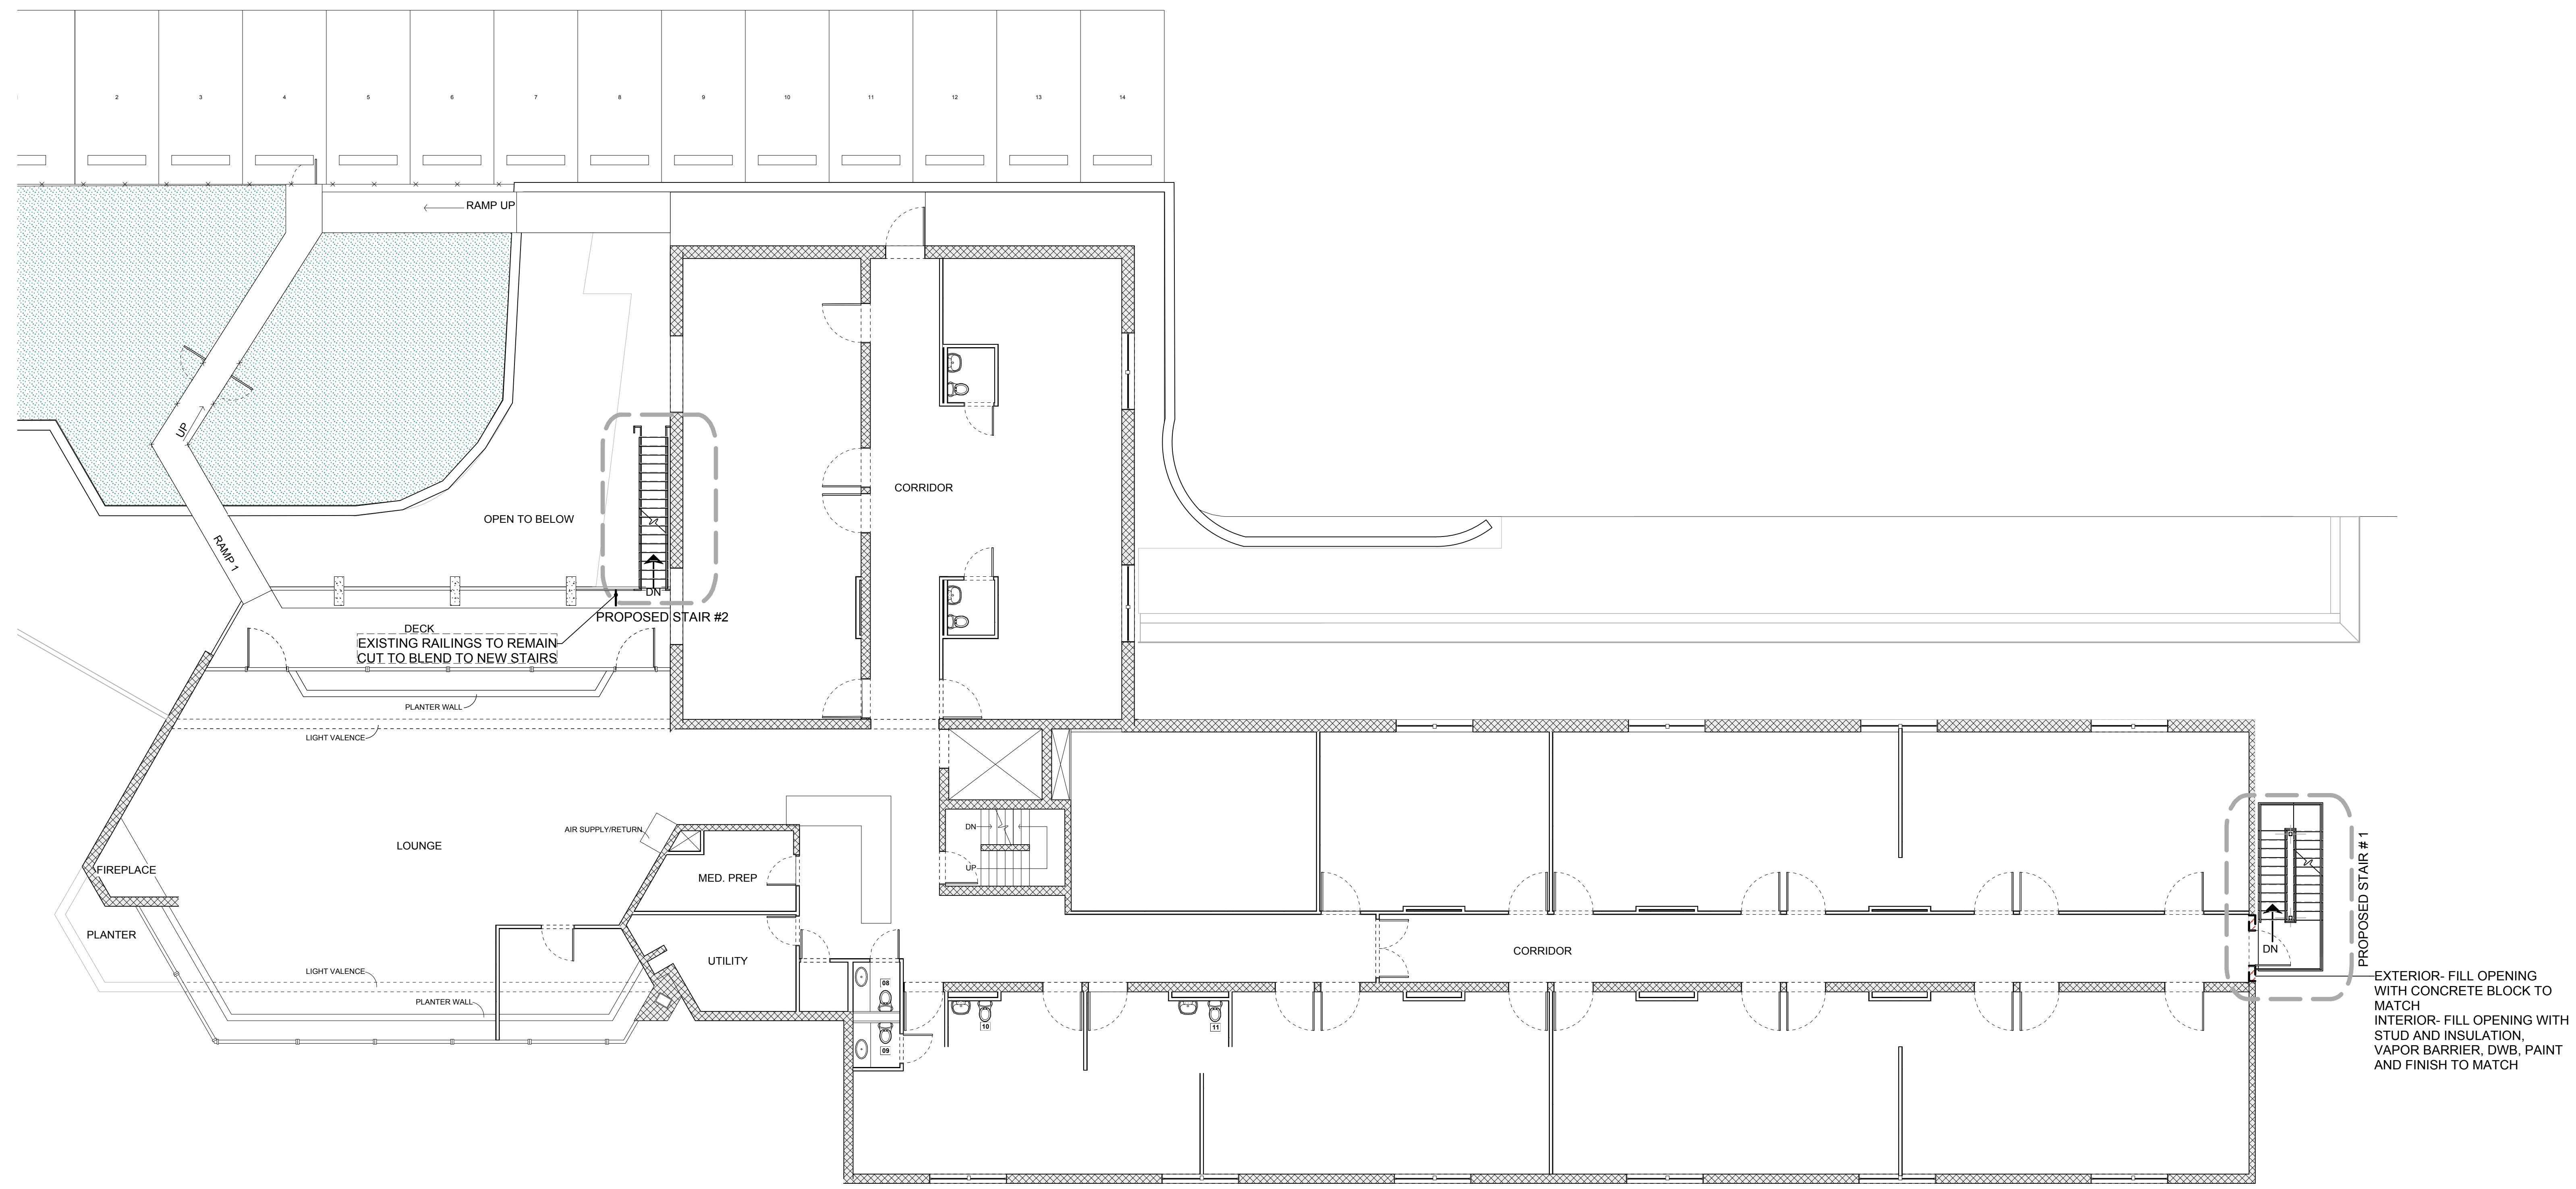 2
3
4
5
6
7
8
9
10
11
12
13
14
RAMP UP
UP
CORRIDOR
OPEN TO BELOW
RAMP 1
DN
PROPOSED STAIR #2
DECK
EXISTING RAILINGS TO REMAIN
CUT TO BLEND TO NEW STAIRS
PLANTER WALL
LIGHT VALENCE
AIR SUPPLY/RETURN
DN
LOUNGE
UP
FIREPLACE
MED. PREP
PROPOSED STAIR # 1
PLANTER
CORRIDOR
DN
UTILITY
LIGHT VALENCE
PLANTER WALL
08
09
10
11
EXTERIOR- FILL OPENING
WITH CONCRETE BLOCK TO
MATCH
INTERIOR- FILL OPENING WITH
STUD AND INSULATION,
VAPOR BARRIER, DWB, PAINT
AND FINISH TO MATCH